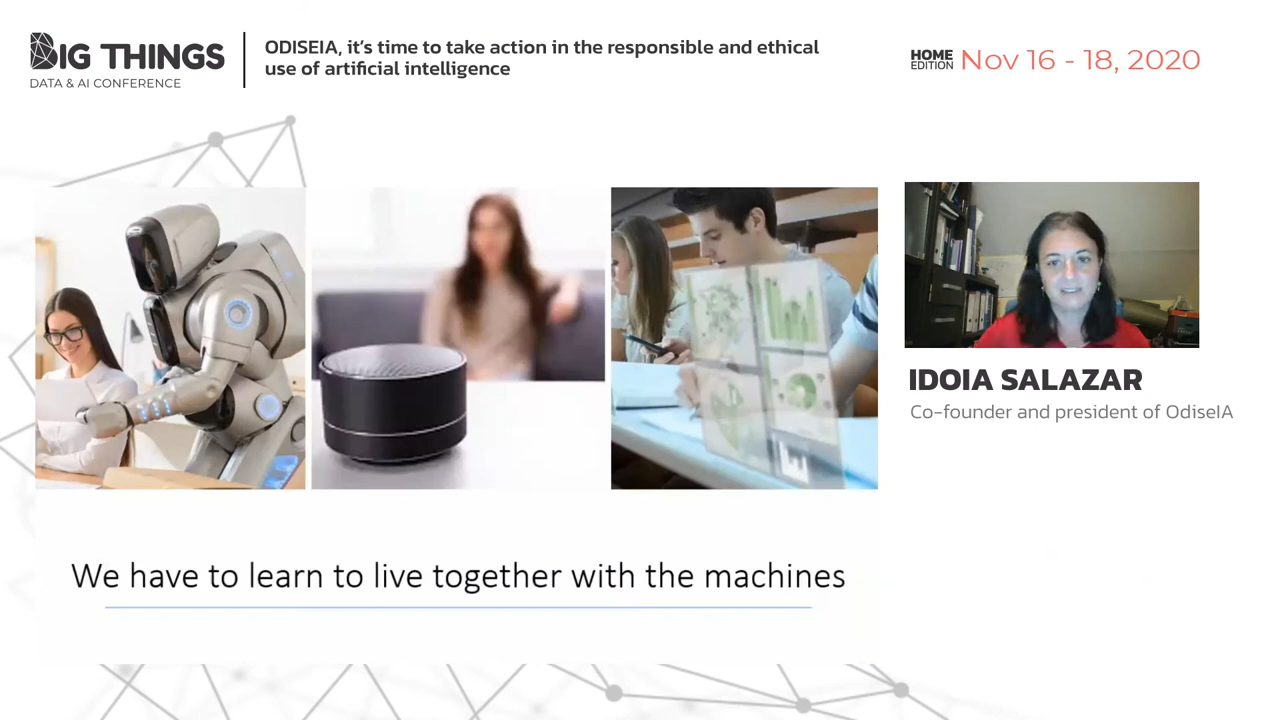 BIG THINGS
DATA & AI CONFERENCE
ODISEIA, it's time to take action in the responsible and ethical
use of artificial intelligence
HOME
EDITION
Nov 16 - 18, 2020
IDOIA SALAZAR
Co-founder and president of OdiseIA
We have to learn to live together with the machines